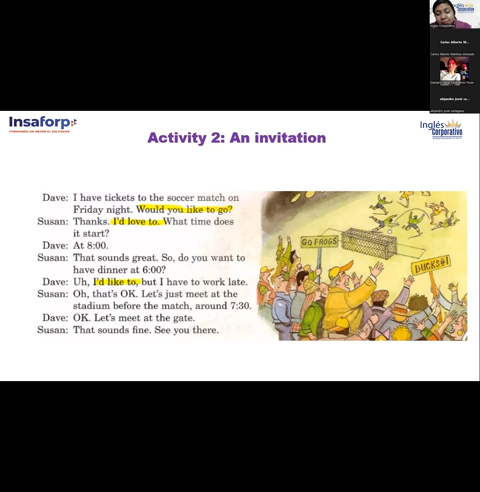 Inglés
Corporativo
Insaforp
Activity 2: An invitation
Inglés
Corporativo
Dave: I have tickets to the soccer match on
Friday night. Would you like to go?
Susan: Thanks. I'd love to. What time does
it start?
Dave: At 8:00.
Susan: That sounds great. So, do you want to
have dinner at 6:00?
Dave: Uh, I'd like to, but I have to work late.
Susan: Oh, that's OK. Let's just meet at the
stadium before the match, around 7:30.
Dave: OK. Let's meet at the gate.
Susan: That sounds fine. See you there.
GO FROGS
DUCKS #1